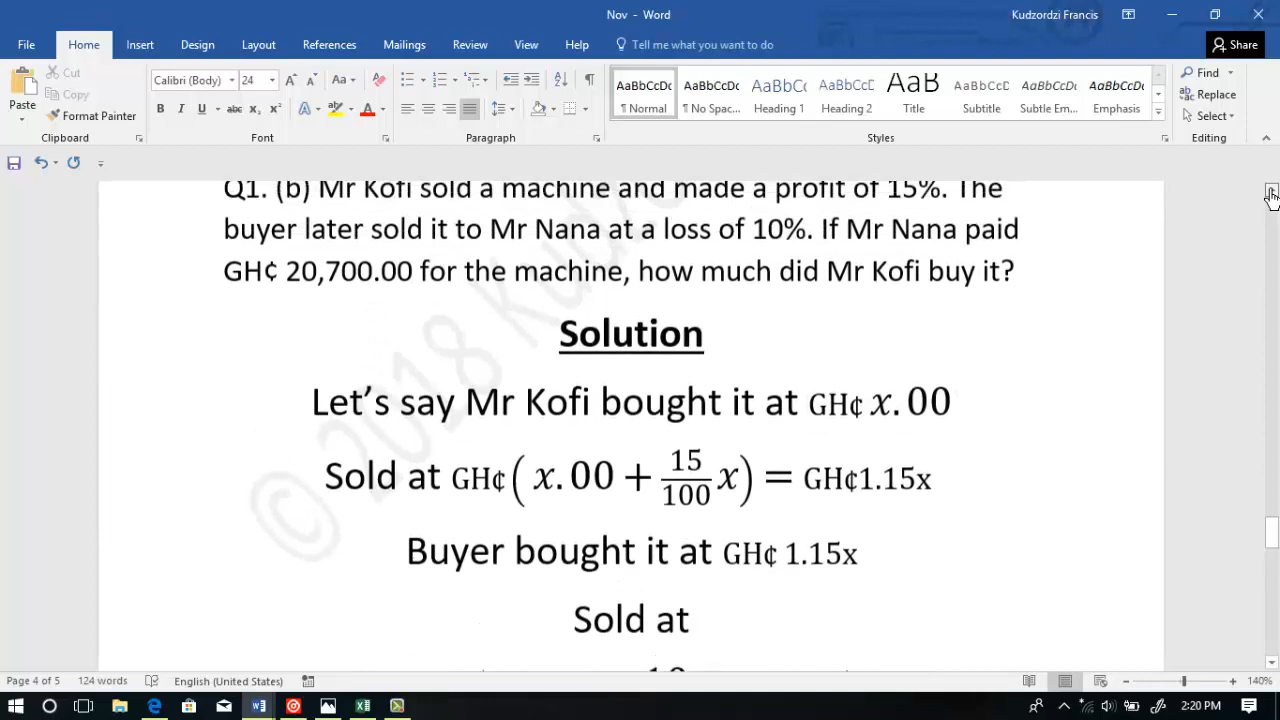 Nov - Word
Kudzordzi Francis
File Home Insert Design Layout References Mailings Review View Help Tell me what you want to do Share
Cut
Copy
Paste
Format Painter
Clipboard
Calibri (Body) 24
Font
Paragraph
AaBbCcDc AaBbCcDc AaBbCc AaBbCcD AaB AaBbCcD AaBbCcDc AaBbCcDc
¶ Normal ¶ No Spac... Heading 1 Heading 2 Title Subtitle Subtle Em... Emphasis
Styles
Find
Replace
Select
Editing
Q1. (b) Mr Kofi sold a machine and made a profit of 15%. The
buyer later sold it to Mr Nana at a loss of 10%. If Mr Nana paid
GH¢ 20,700.00 for the machine, how much did Mr Kofi buy it?
Solution
Let’s say Mr Kofi bought it at GH¢ x.00
Sold at GH¢( x.00 + 15/100 x) = GH¢1.15x
Buyer bought it at GH¢ 1.15x
Sold at
10
© 2018 Kudz
Page 4 of 5 124 words English (United States) 140%
2:20 PM